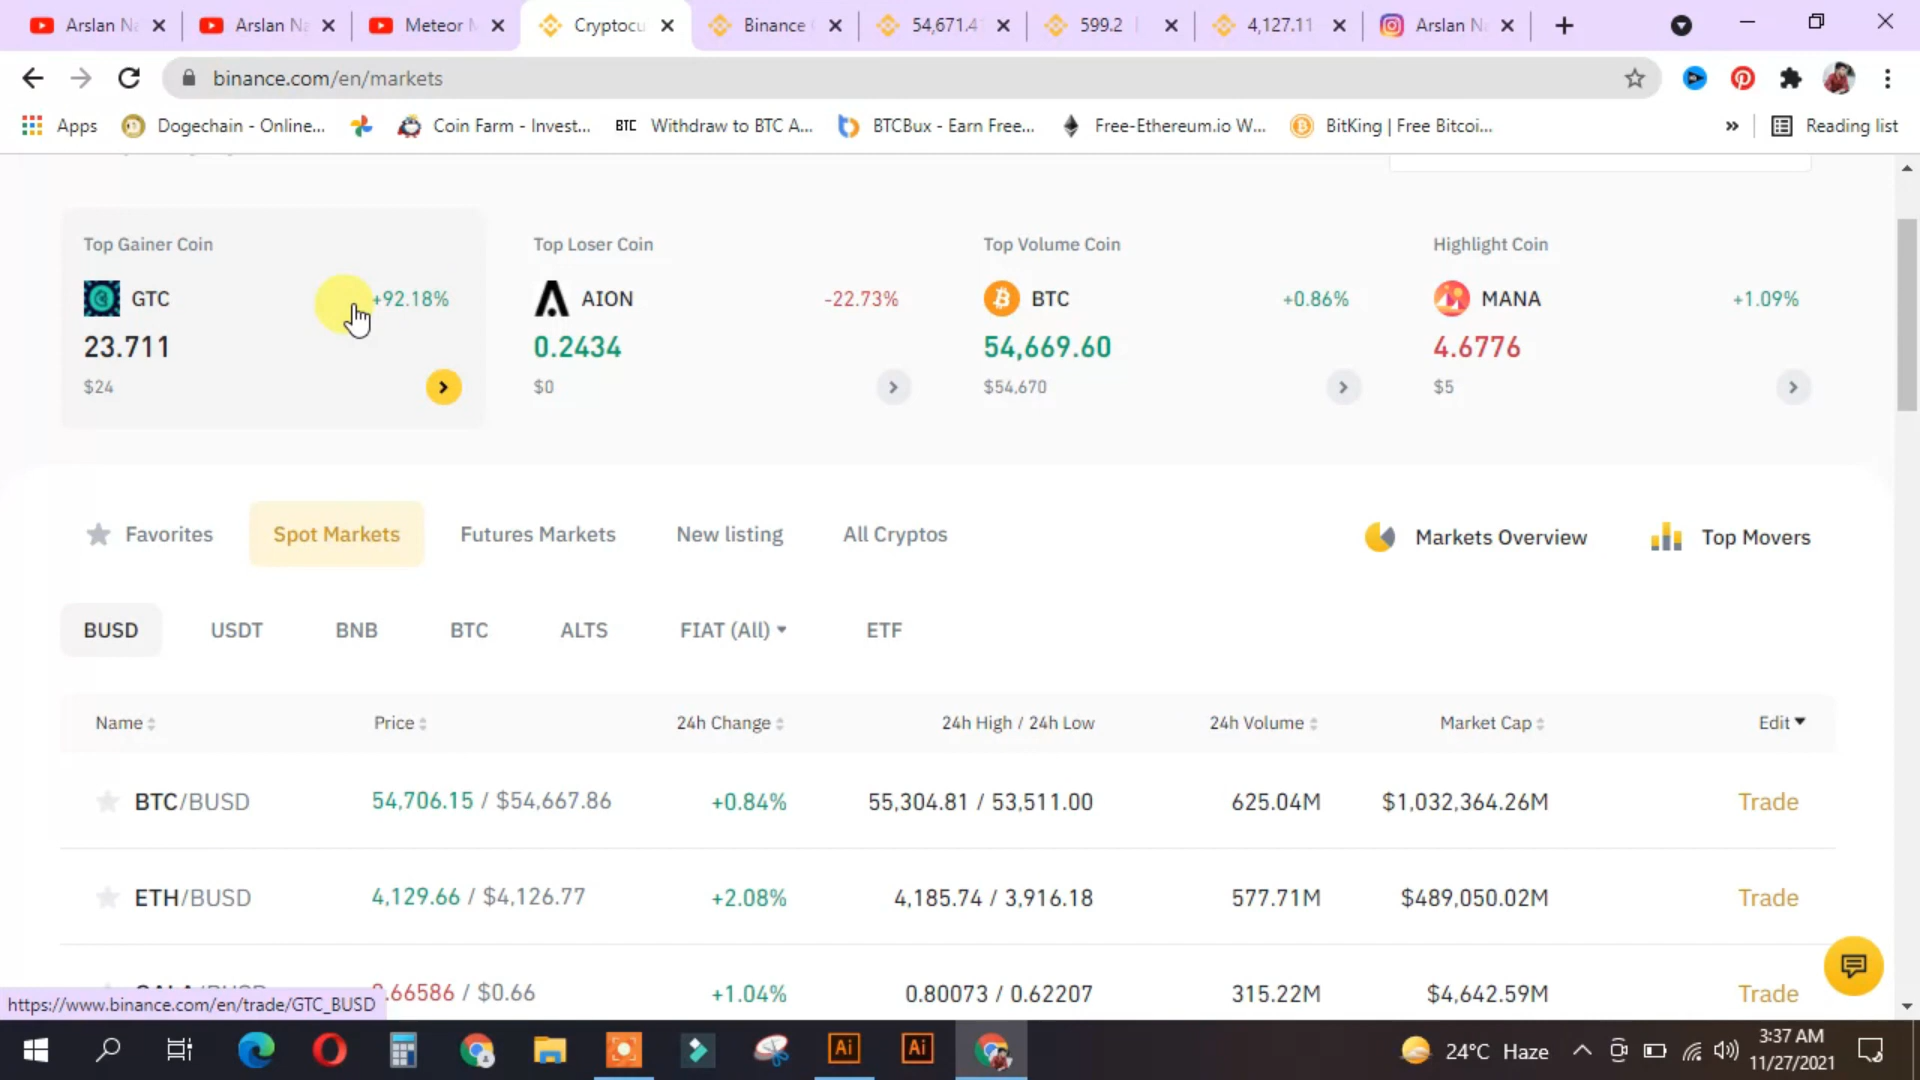 Arslan Na
Arslan Na
Meteor M
Cryptocu
Binance
54,671.41
599.2
4,127.11
Arslan Na
binance.com/en/markets
Apps
Dogechain - Online...
Coin Farm - Invest...
BTC Withdraw to BTC A...
BTCBux - Earn Free...
Free-Ethereum.io W...
BitKing | Free Bitcoi...
Reading list
Top Gainer Coin
GTC +92.18%
23.711
$24
Top Loser Coin
AION -22.73%
0.2434
$0
Top Volume Coin
BTC +0.86%
54,669.60
$54,670
Highlight Coin
MANA +1.09%
4.6776
$5
Favorites Spot Markets Futures Markets New listing All Cryptos Markets Overview Top Movers
BUSD USDT BNB BTC ALTS FIAT (All) ETF
Name Price 24h Change 24h High / 24h Low 24h Volume Market Cap Edit
BTC/BUSD 54,706.15 / $54,667.86 +0.84% 55,304.81 / 53,511.00 625.04M $1,032,364.26M Trade
ETH/BUSD 4,129.66 / $4,126.77 +2.08% 4,185.74 / 3,916.18 577.71M $489,050.02M Trade
.66586 / $0.66 +1.04% 0.80073 / 0.62207 315.22M $4,642.59M Trade
https://www.binance.com/en/trade/GTC_BUSD
Ai
Ai
24°C Haze
3:37 AM
11/27/2021